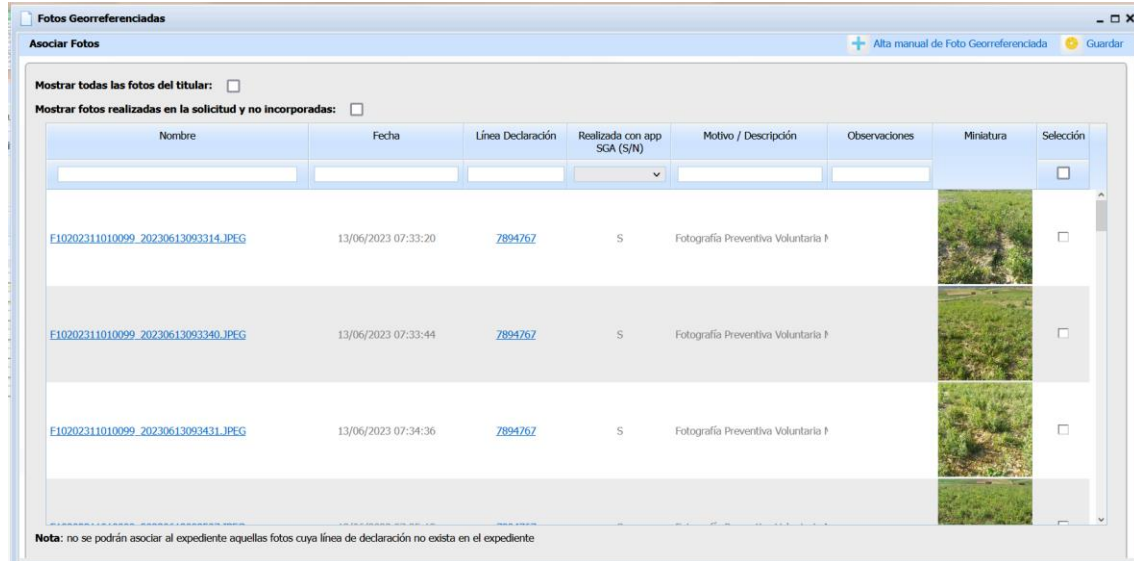 Fotos Georreferenciadas
Asociar Fotos
Alta manual de Foto Georreferenciada
Guardar
Mostrar todas las fotos del titular:
Mostrar fotos realizadas en la solicitud y no incorporadas:
Nombre Fecha Línea Declaración Realizada con app SGA (S/N) Motivo / Descripción Observaciones Miniatura Selección
F10202311010099_20230613093314.JPEG 13/06/2023 07:33:20 7894767 S Fotografía Preventiva Voluntaria
F10202311010099_20230613093340.JPEG 13/06/2023 07:33:44 7894767 S Fotografía Preventiva Voluntaria
F10202311010099_20230613093431.JPEG 13/06/2023 07:34:36 7894767 S Fotografía Preventiva Voluntaria
Nota: no se podrán asociar al expediente aquellas fotos cuya línea de declaración no exista en el expediente